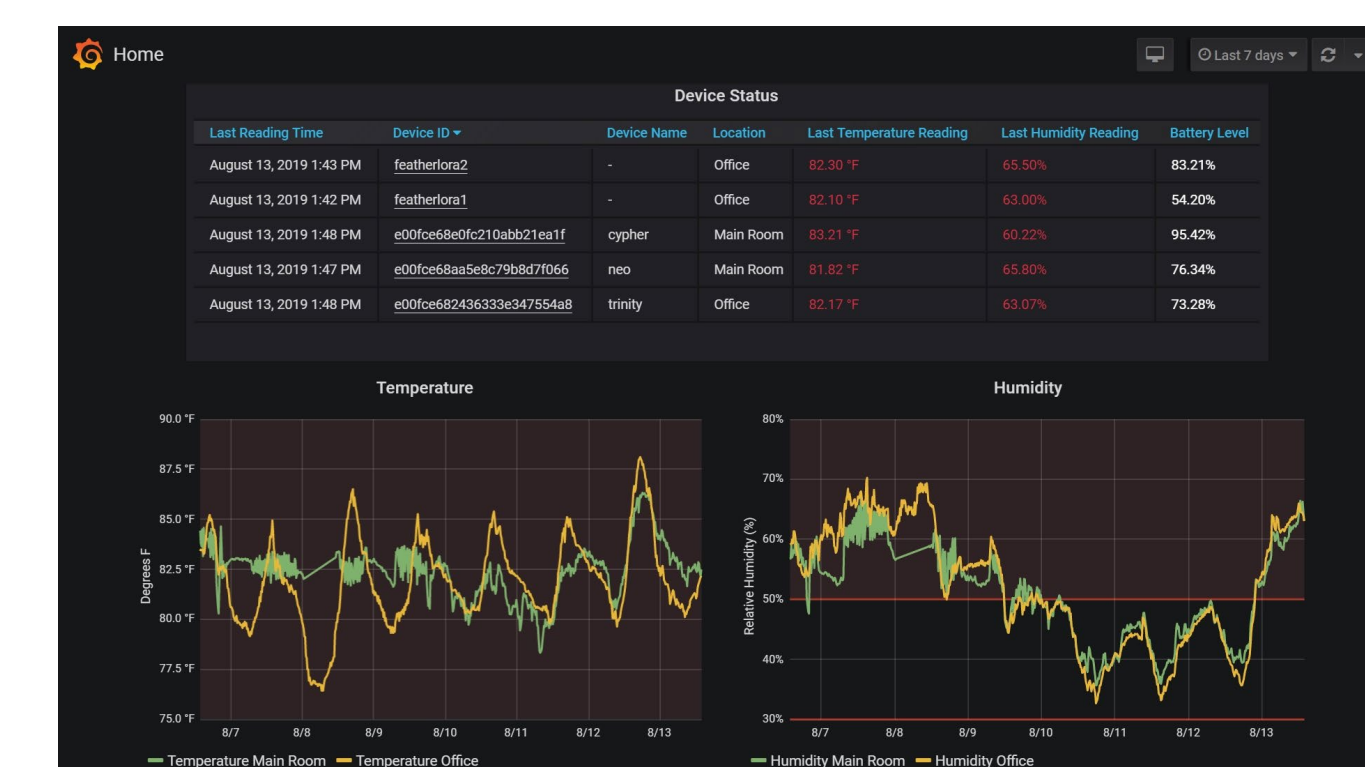 Home
Last 7 days
Device Status
Last Reading Time Device ID Device Name Location Last Temperature Reading Last Humidity Reading Battery Level
August 13, 2019 1:43 PM featherlora2 - Office 82.30 °F 65.50% 83.21%
August 13, 2019 1:42 PM featherlora1 - Office 82.10 °F 63.00% 54.20%
August 13, 2019 1:48 PM e00fce68e0fc210abb21ea1f cypher Main Room 83.21 °F 60.22% 95.42%
August 13, 2019 1:47 PM e00fce68aa5e8c79b8d7f066 neo Main Room 81.82 °F 65.80% 76.34%
August 13, 2019 1:48 PM e00fce682436333e347554a8 trinity Office 82.17 °F 63.07% 73.28%
Temperature
90.0 °F
87.5 °F
85.0 °F
82.5 °F
80.0 °F
77.5 °F
75.0 °F
Degrees F
8/7 8/8 8/9 8/10 8/11 8/12 8/13
Temperature Main Room Temperature Office
Humidity
80%
70%
60%
50%
40%
30%
Relative Humidity (%)
8/7 8/8 8/9 8/10 8/11 8/12 8/13
Humidity Main Room Humidity Office